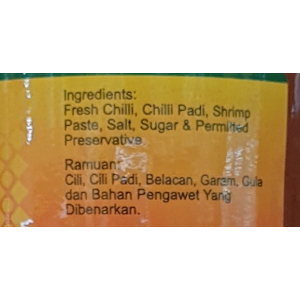 Ingredients:
Fresh Chilli, Chilli Padi, Shrimp
Paste, Salt, Sugar & Permitted
Preservative
Ramuan:
Cili, Cili Padi, Belacan, Garam, Gula
dan Bahan Pengawet Yang
Dibenarkan.